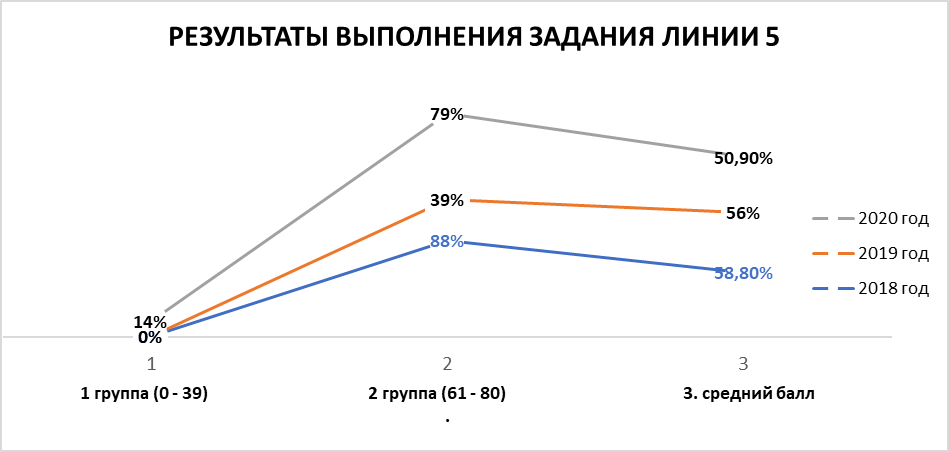 РЕЗУЛЬТАТЫ ВЫПОЛНЕНИЯ ЗАДАНИЯ ЛИНИИ 5
79%
50,90%
39%
56%
88%
58,80%
14%
0%
2020 год
2019 год
2018 год
1 2 3
1 группа (0 - 39) 2 группа (61 - 80) 3. средний балл
.